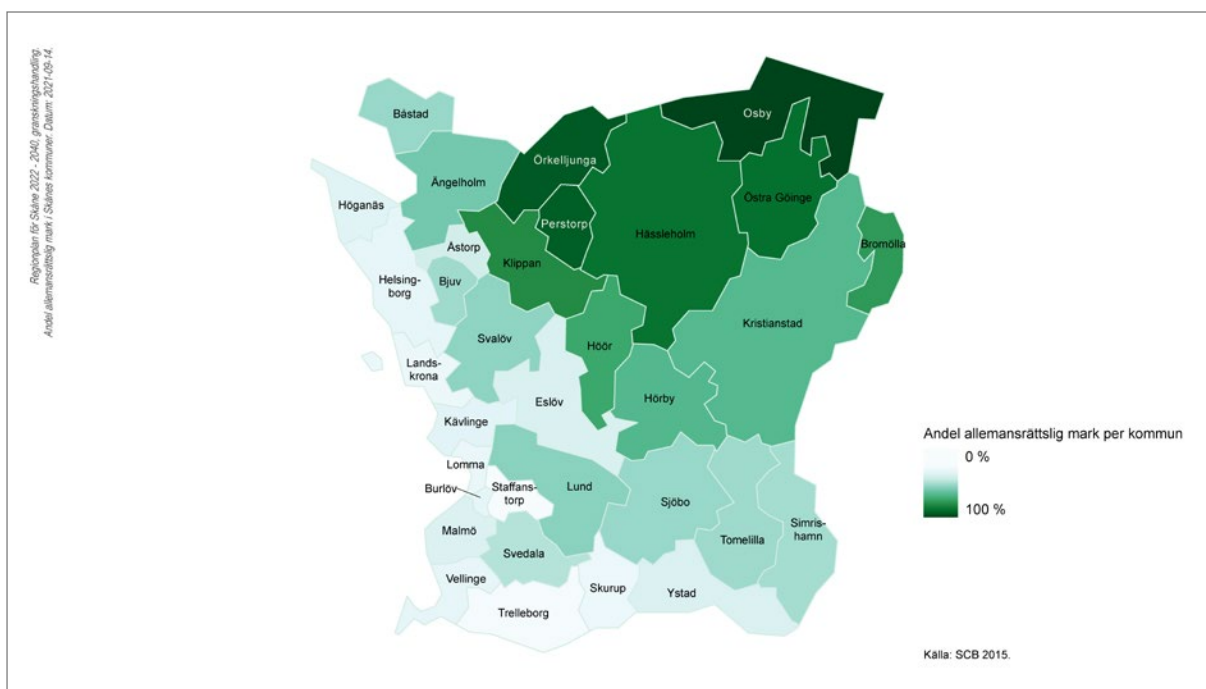 Regionplan för Skåne 2022 - 2040, granskningshandling.
Andel allemansrättslig mark i Skånes kommuner. Datum: 2021-09-14.
Båstad
Osby
Örkelljunga
Ängelholm
Höganäs
Perstorp
Östra Göinge
Hässleholm
Bromölla
Åstorp
Klippan
Helsing-
borg
Bjuv
Kristianstad
Svalöv
Höör
Lands-
krona
Hörby
Eslöv
Kävlinge
Lomma
Burlöv
Staffans-
torp
Lund
Sjöbo
Simris-
hamn
Malmö
Tomelilla
Svedala
Vellinge
Skurup
Ystad
Trelleborg
Andel allemansrättslig mark per kommun
0 %
100 %
Källa: SCB 2015.